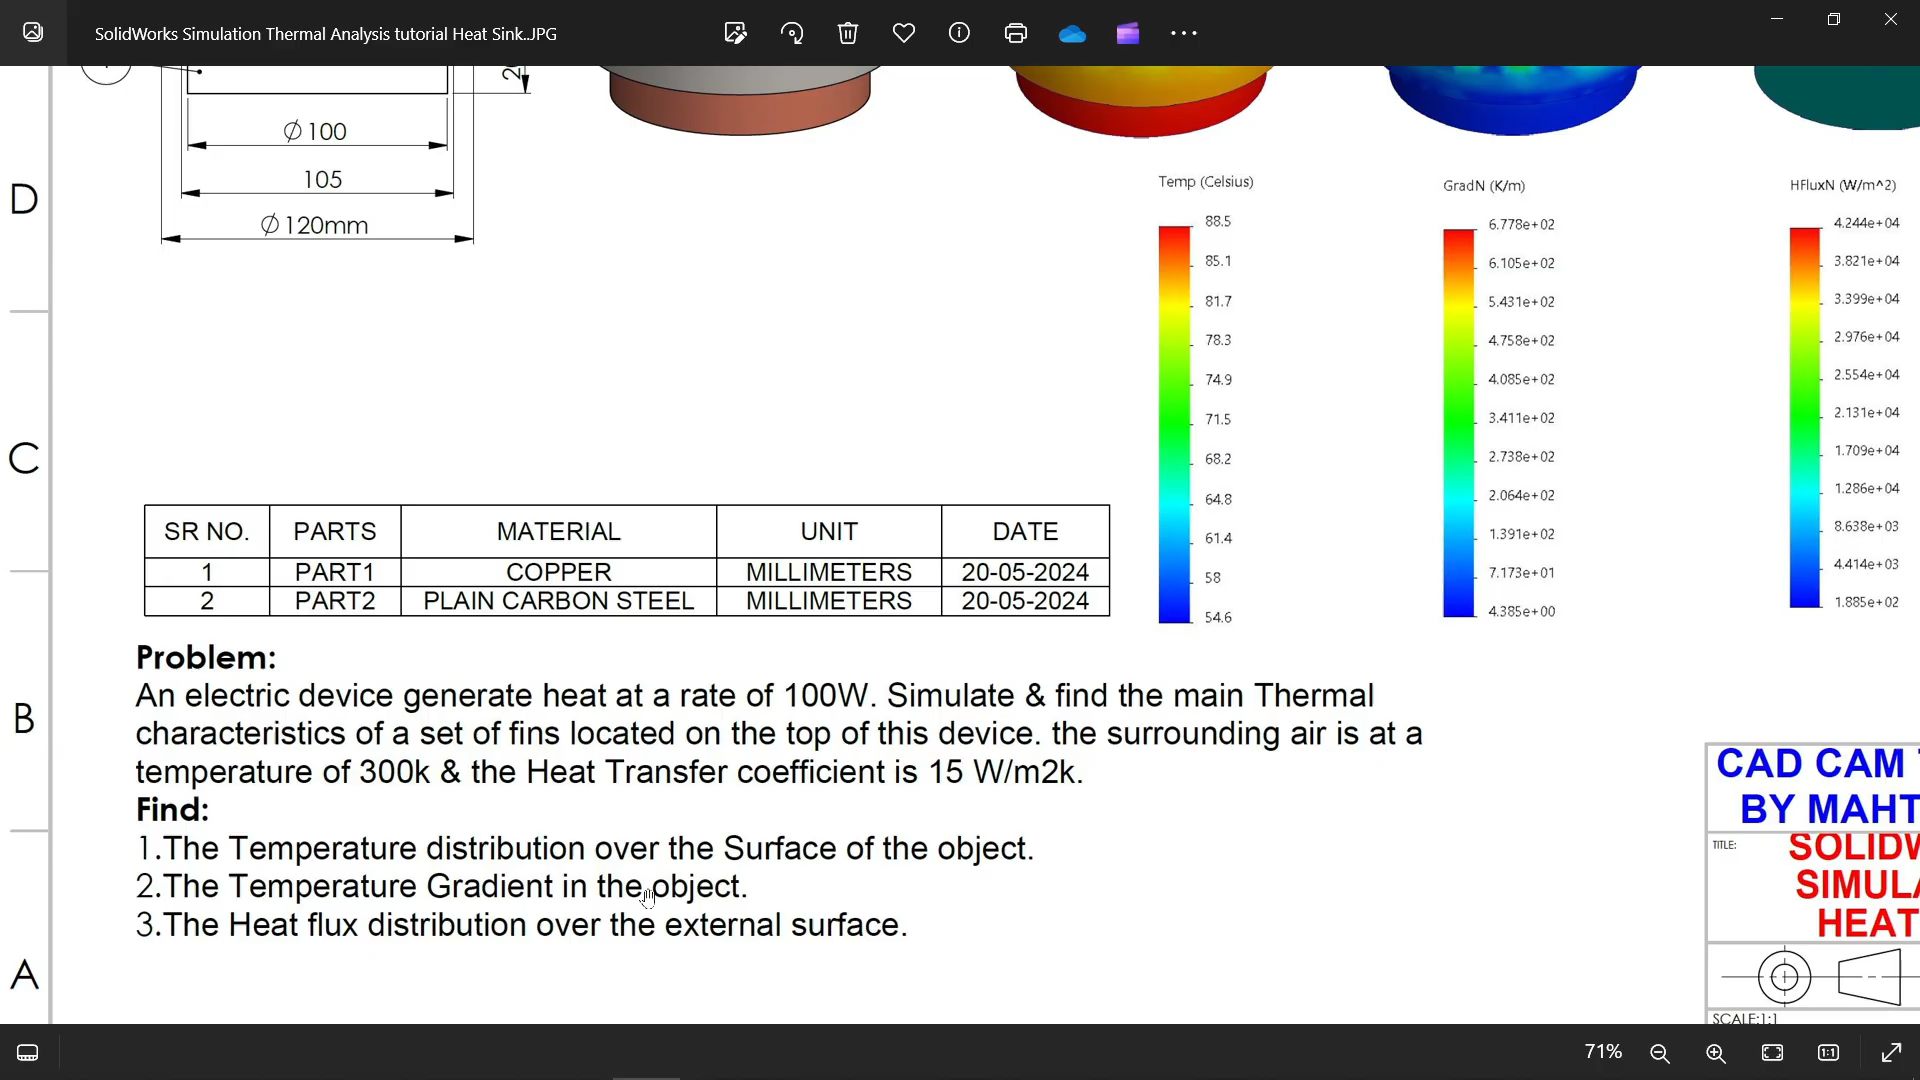 SolidWorks Simulation Thermal Analysis tutorial Heat Sink..JPG
∅100
105
∅120mm
D
C
B
A
Temp (Celsius)
88.5
85.1
81.7
78.3
74.9
71.5
68.2
64.8
61.4
58
54.6
GradN (K/m)
6.778e+02
6.105e+02
5.431e+02
4.758e+02
4.085e+02
3.411e+02
2.738e+02
2.064e+02
1.391e+02
7.173e+01
4.385e+00
HFluxN (W/m^2)
4.244e+04
3.821e+04
3.399e+04
2.976e+04
2.554e+04
2.131e+04
1.709e+04
1.286e+04
8.638e+03
4.414e+03
1.885e+02
SR NO. PARTS MATERIAL UNIT DATE
1 PART1 COPPER MILLIMETERS 20-05-2024
2 PART2 PLAIN CARBON STEEL MILLIMETERS 20-05-2024
Problem:
An electric device generate heat at a rate of 100W. Simulate & find the main Thermal
characteristics of a set of fins located on the top of this device. the surrounding air is at a
temperature of 300k & the Heat Transfer coefficient is 15 W/m2k.
Find:
1.The Temperature distribution over the Surface of the object.
2.The Temperature Gradient in the object.
3.The Heat flux distribution over the external surface.
CAD CAM
BY MAHT
TITLE:
SOLIDW
SIMULA
HEAT
SCALE:1:1
71%
1:1